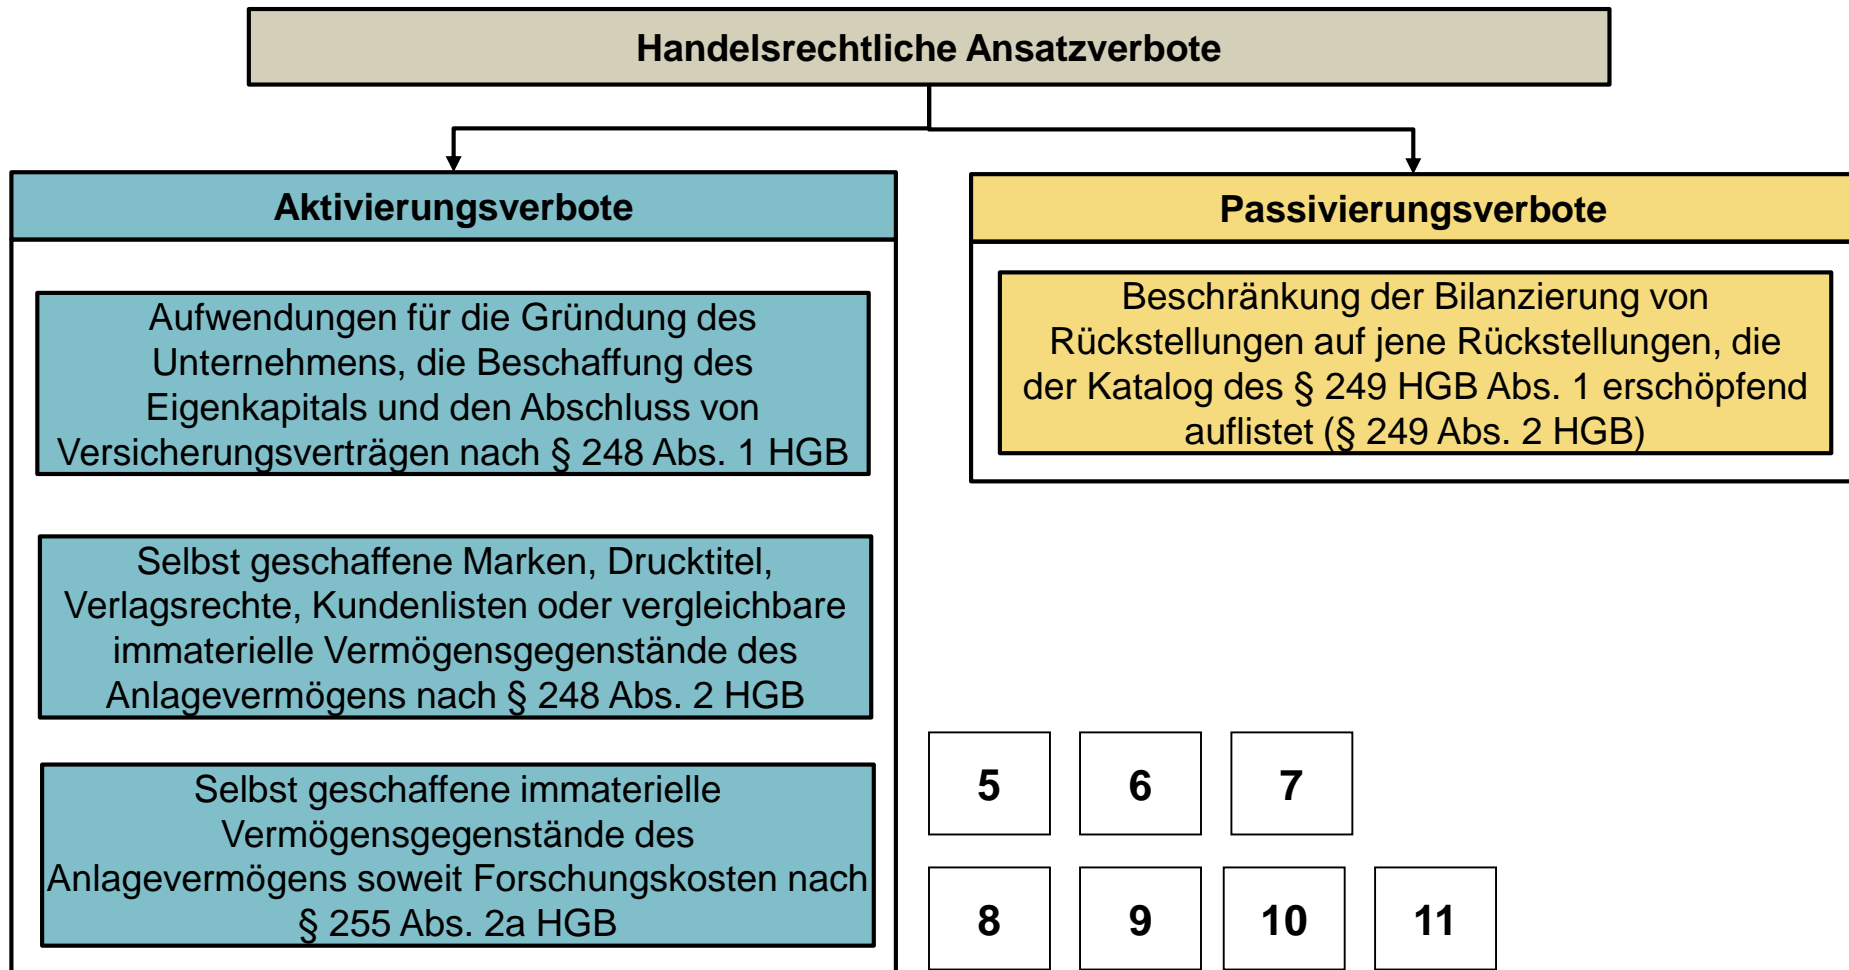 Handelsrechtliche Ansatzverbote
Aktivierungsverbote
Aufwendungen für die Gründung des
Unternehmens, die Beschaffung des
Eigenkapitals und den Abschluss von
Versicherungsverträgen nach § 248 Abs. 1 HGB
Selbst geschaffene Marken, Drucktitel,
Verlagsrechte, Kundenlisten oder vergleichbare
immaterielle Vermögensgegenstände des
Anlagevermögens nach § 248 Abs. 2 HGB
Selbst geschaffene immaterielle
Vermögensgegenstände des
Anlagevermögens soweit Forschungskosten nach
§ 255 Abs. 2a HGB
Passivierungsverbote
Beschränkung der Bilanzierung von
Rückstellungen auf jene Rückstellungen, die
der Katalog des § 249 HGB Abs. 1 erschöpfend
auflistet (§ 249 Abs. 2 HGB)
5 6 7
8 9 10 11